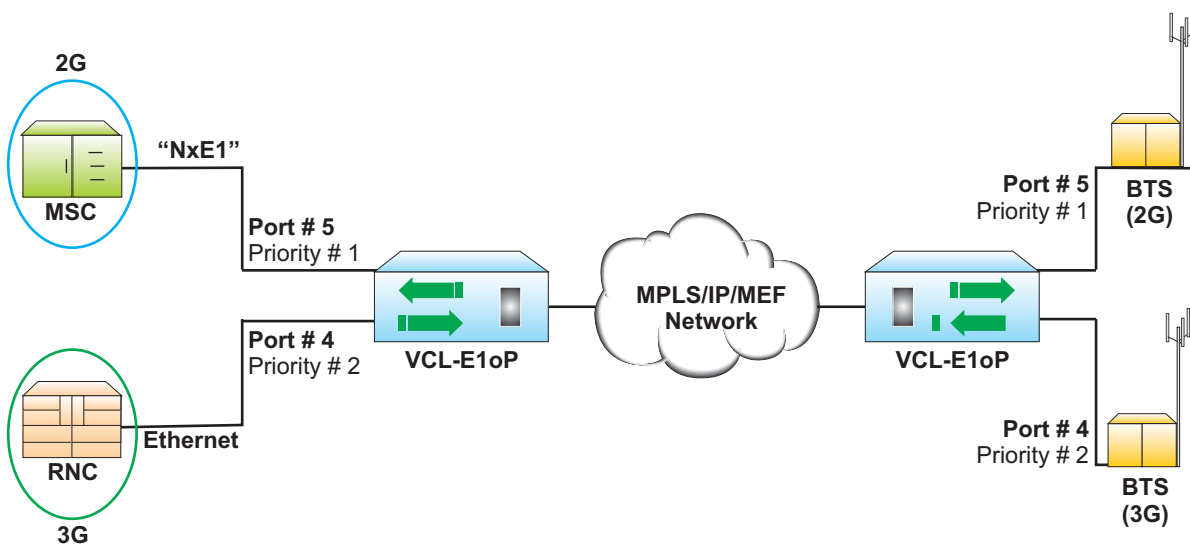 2G
MSC
“NxE1”
Port # 5
Priority # 1
VCL-E1oP
Port # 4
Priority # 2
Ethernet
RNC
3G
MPLS/IP/MEF
Network
VCL-E1oP
Port # 5
Priority # 1
BTS
(2G)
Port # 4
Priority # 2
BTS
(3G)